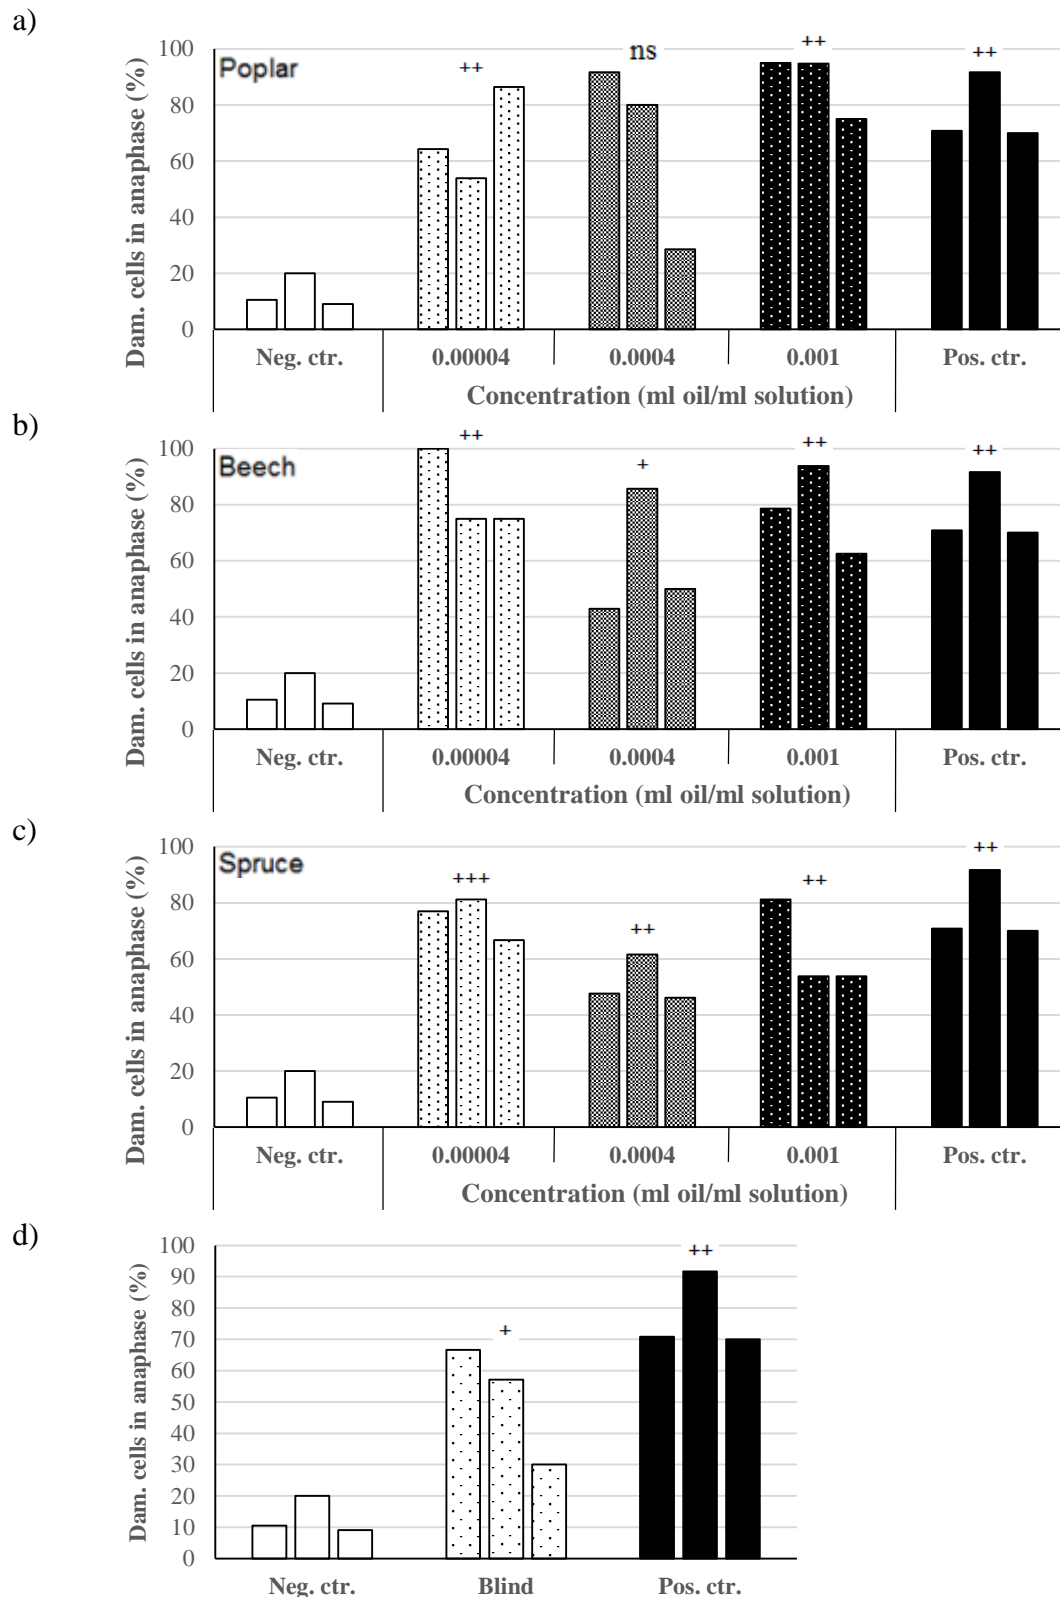 a)
Dam. cells in anaphase (%)
100
80
60
40
20
0
Poplar
++
ns
++
++
Neg. ctr.
0.00004
0.0004
0.001
Pos. ctr.
Concentration (ml oil/ml solution)
b)
Dam. cells in anaphase (%)
100
80
60
40
20
0
Beech
++
+
++
++
Neg. ctr.
0.00004
0.0004
0.001
Pos. ctr.
Concentration (ml oil/ml solution)
c)
Dam. cells in anaphase (%)
100
80
60
40
20
0
Spruce
+++
++
++
++
Neg. ctr.
0.00004
0.0004
0.001
Pos. ctr.
Concentration (ml oil/ml solution)
d)
Dam. cells in anaphase (%)
100
90
80
70
60
50
40
30
20
10
0
+
++
Neg. ctr.
Blind
Pos. ctr.